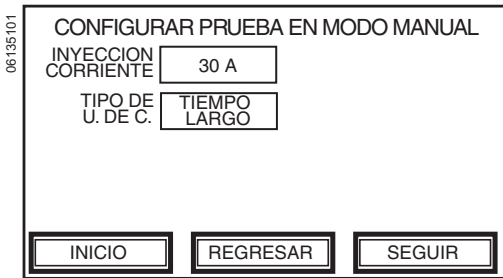 06135101
CONFIGURAR PRUEBA EN MODO MANUAL
INYECCION
CORRIENTE
30 A
TIPO DE
U. DE C.
TIEMPO
LARGO
INICIO
REGRESAR
SEGUIR